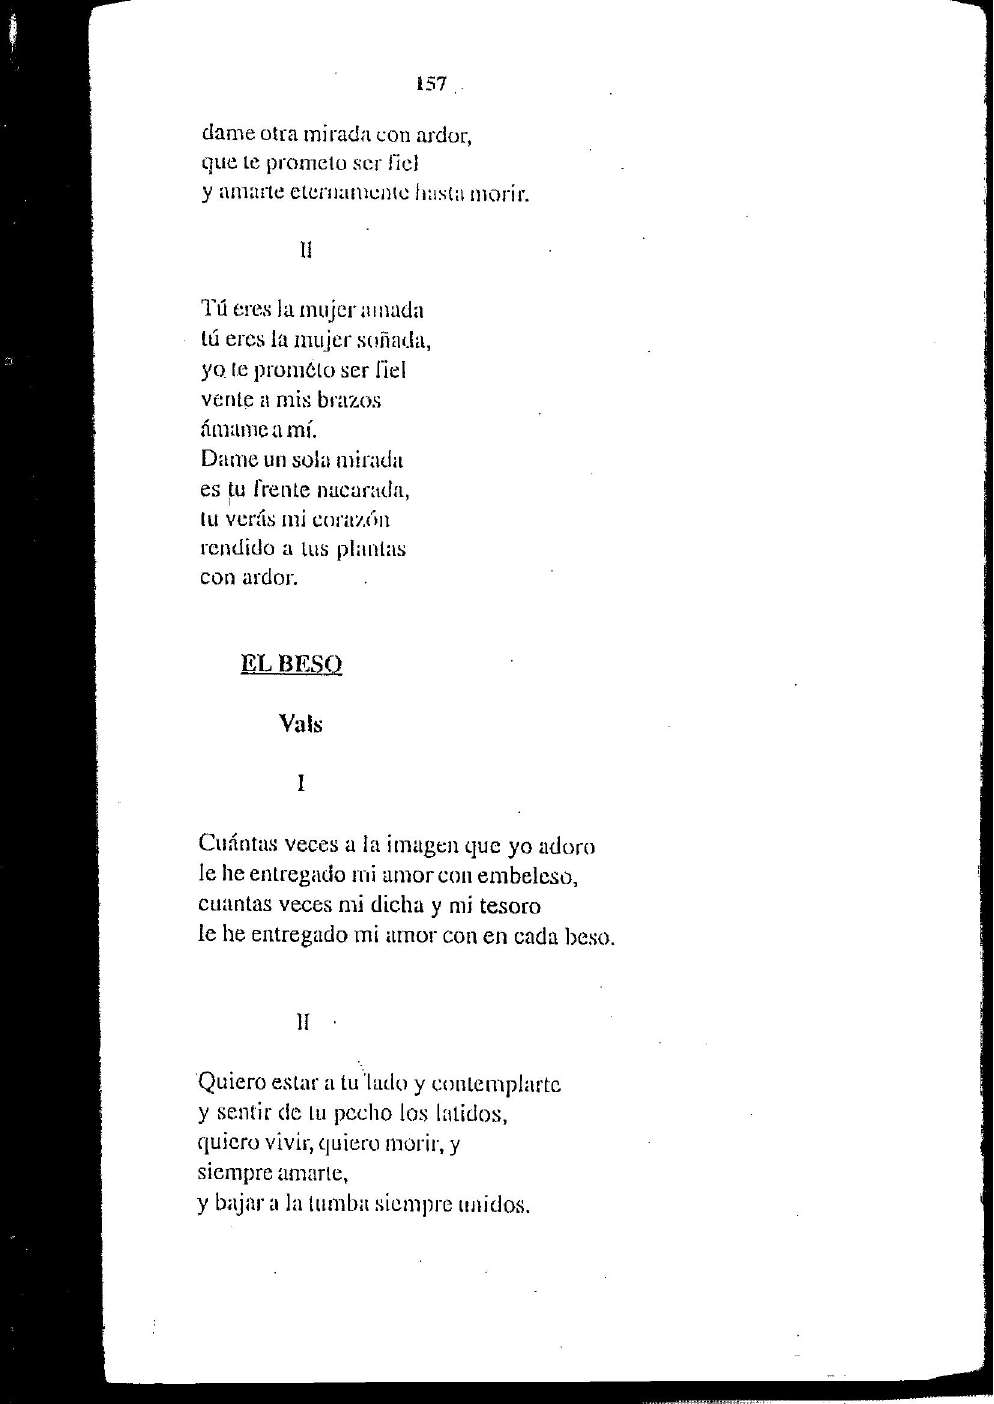 157
dame otra mirada con ardor,
que te prometo ser fiel
y amarte eternamente hasta morir.
II
Tú eres la mujer amada
tú eres la mujer soñada,
yo te prométo ser fiel
vente a mis brazos
ámame a mí.
Dame un sola mirada
es tu frente nacarada,
tu verás mi corazón
rendido a tus plantas
con ardor.
EL BESO
Vals
I
Cuántas veces a la imagen que yo adoro
le he entregado mi amor con embeleso,
cuantas veces mi dicha y mi tesoro
le he entregado mi amor con en cada beso.
II
Quiero estar a tu lado y contemplarte
y sentir de tu pecho los latidos,
quiero vivir, quiero morir, y
siempre amarte,
y bajar a la tumba siempre unidos.